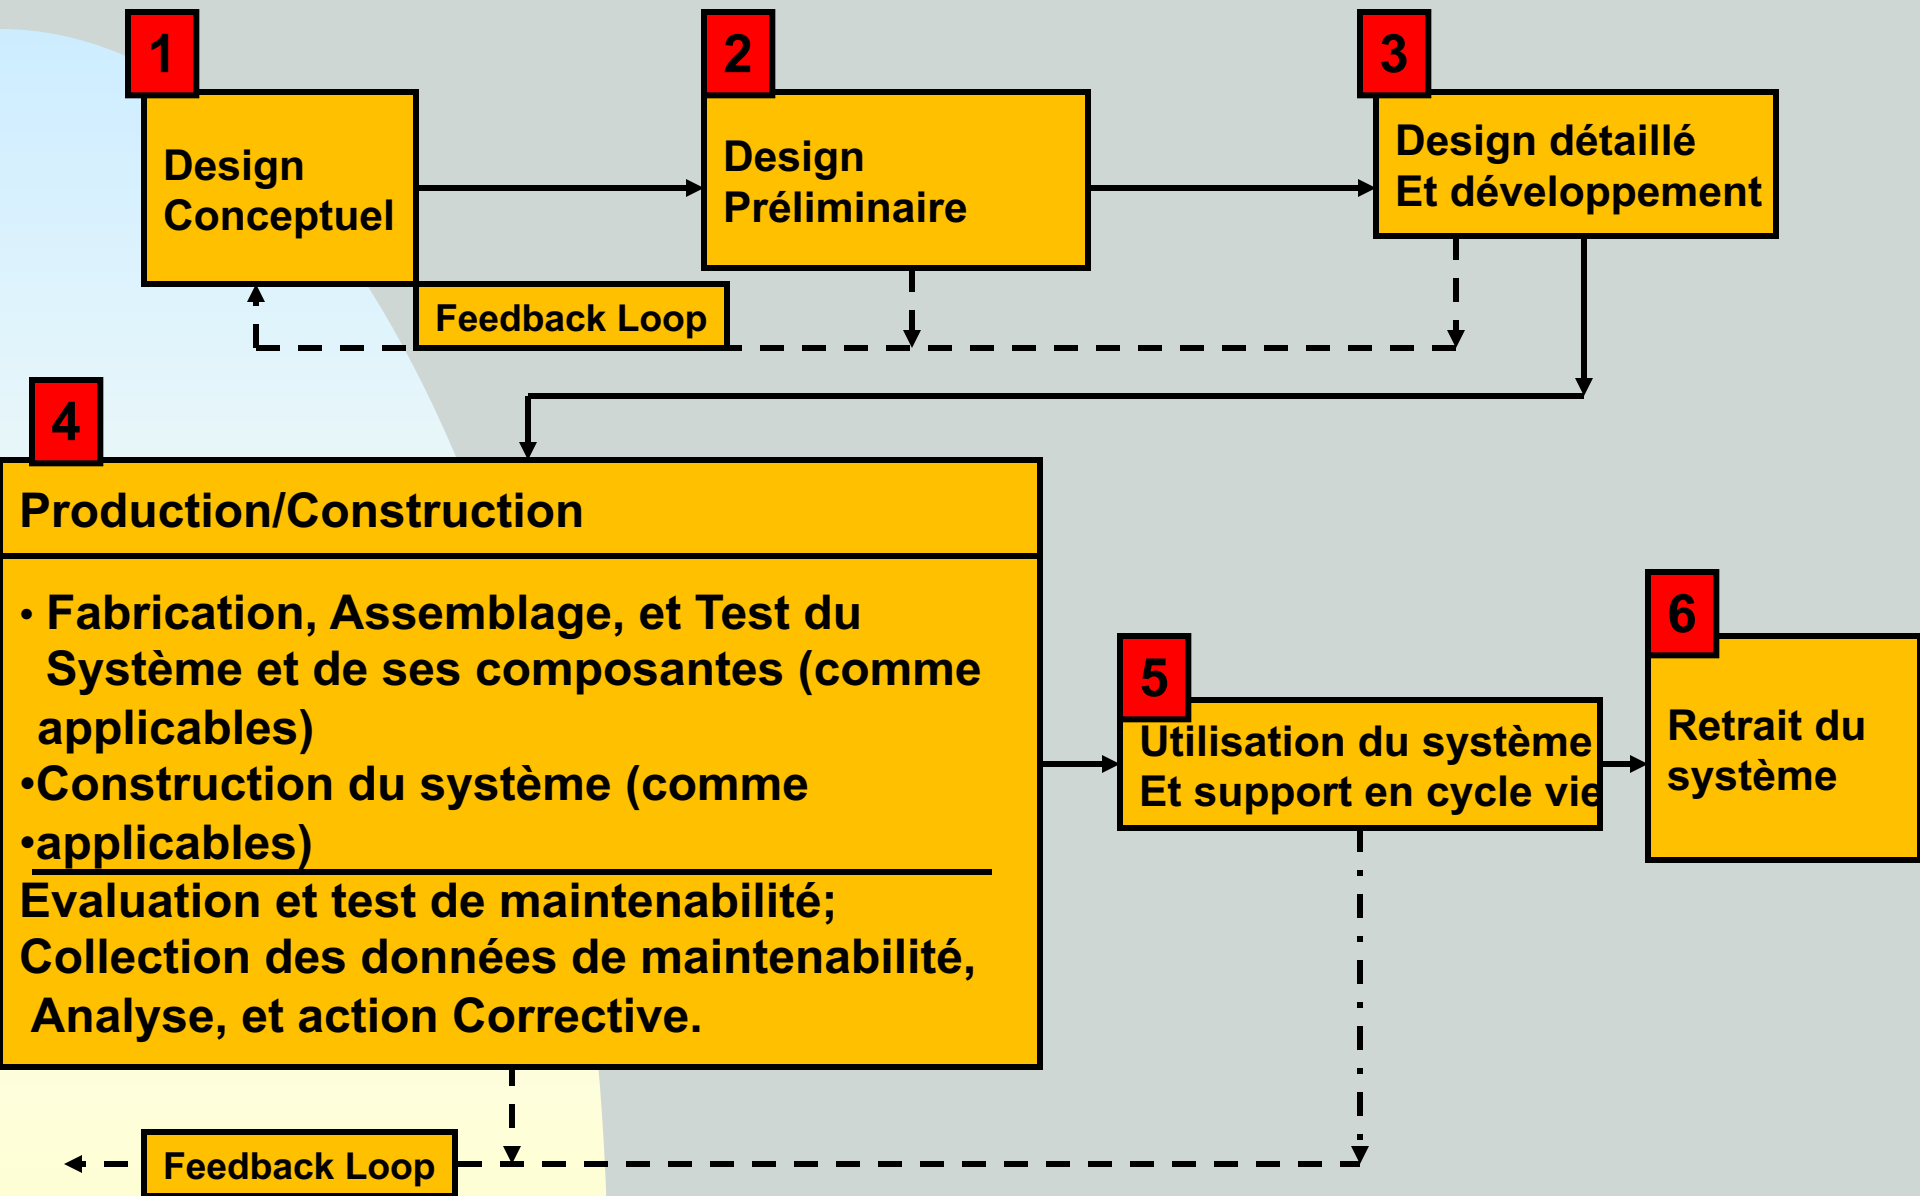 1
Design
Conceptuel
2
Design
Préliminaire
3
Design détaillé
Et développement
Feedback Loop
4
Production/Construction
• Fabrication, Assemblage, et Test du
Système et de ses composantes (comme
applicables)
•Construction du système (comme
•applicables)
Evaluation et test de maintenabilité;
Collection des données de maintenabilité,
Analyse, et action Corrective.
5
Utilisation du système
Et support en cycle vie
6
Retrait du
système
Feedback Loop